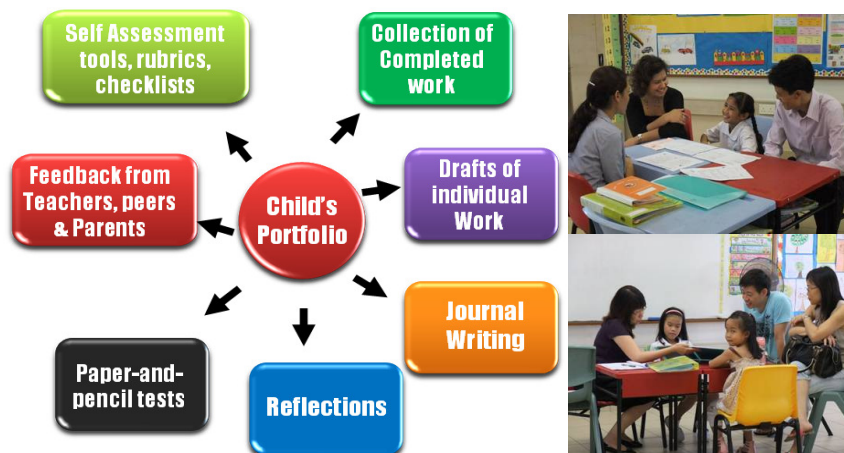 Self Assessment
tools, rubrics,
checklists
Collection of
Completed
work
Feedback from
Teachers, peers
& Parents
Child's
Portfolio
Drafts of
individual
Work
Journal
Writing
Paper-and-
pencil tests
Reflections